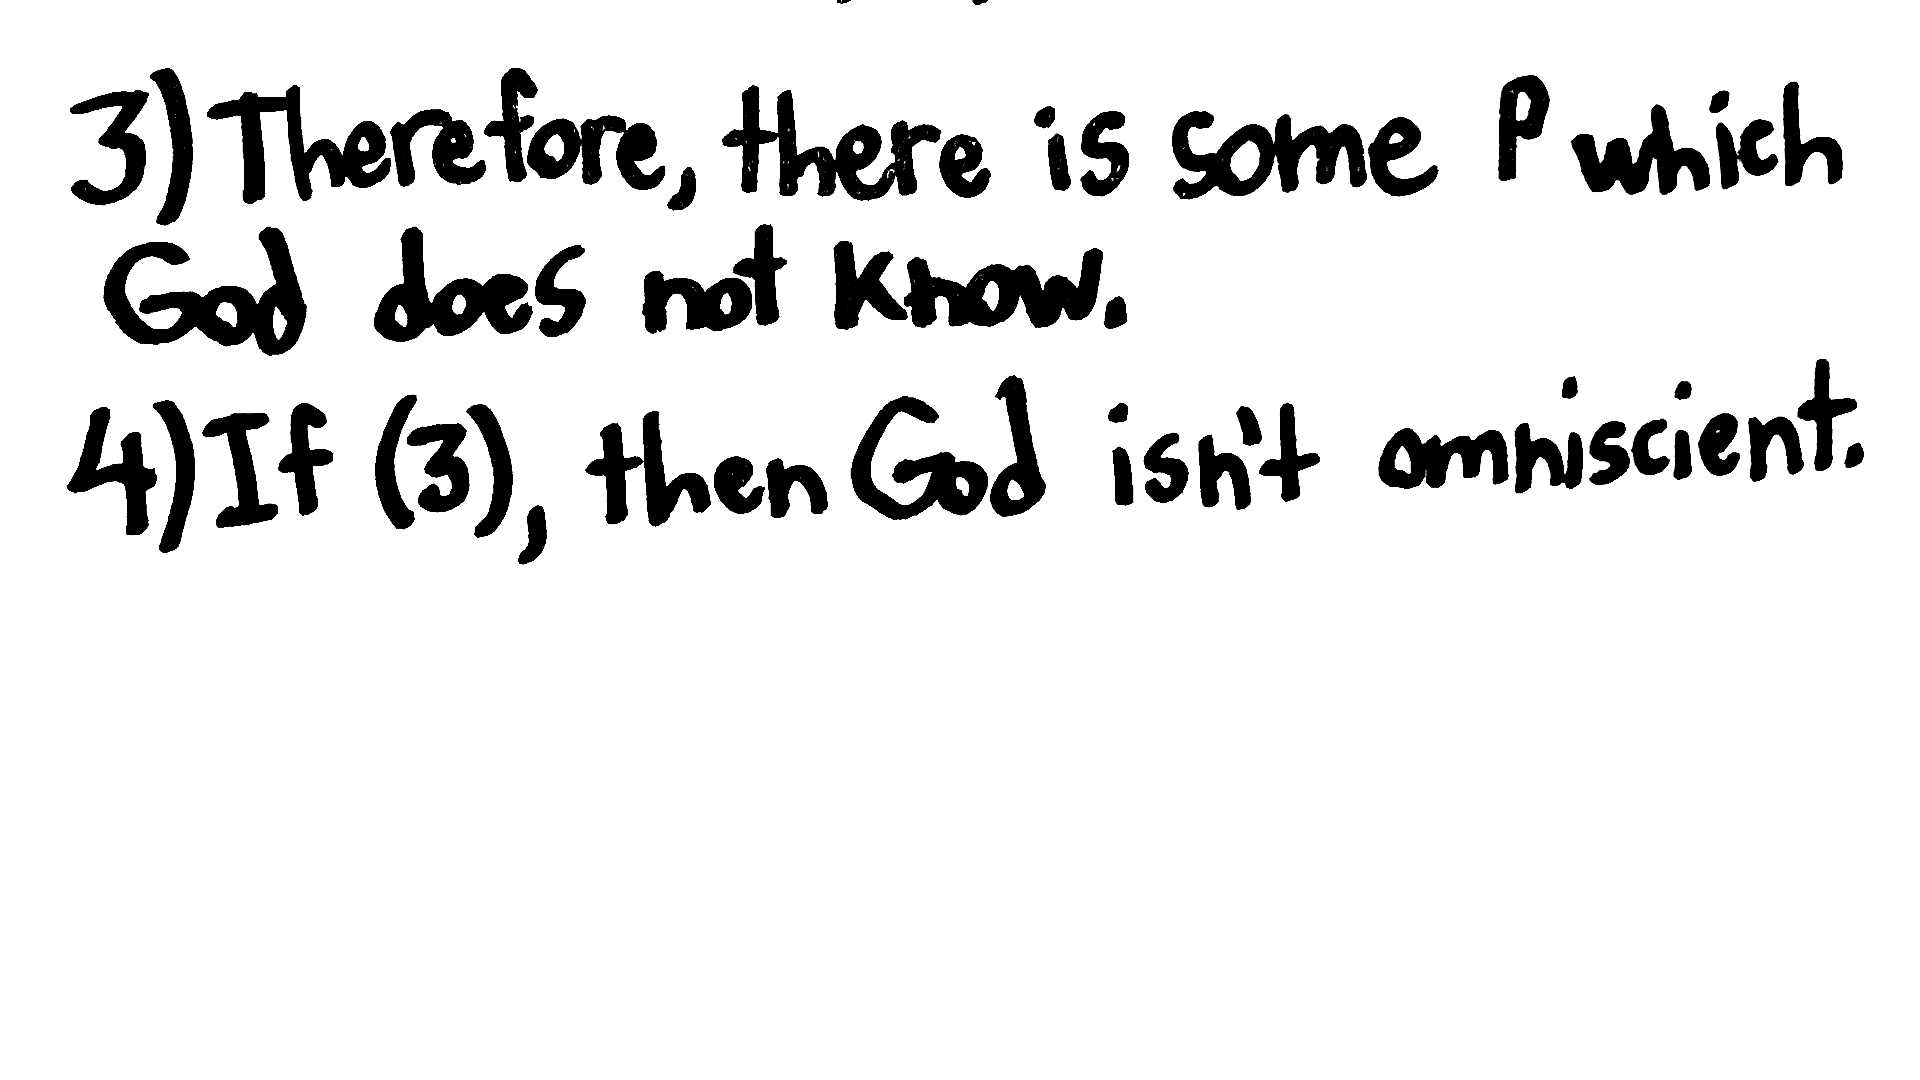 3) Therefore, there is some P which
God does not know.
4) If (3), then God isn't omniscient.